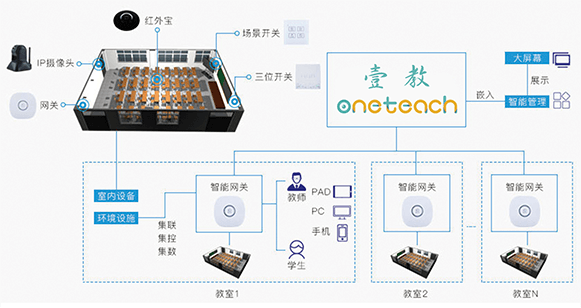 红外宝
场景开关
IP摄像头
三位开关
网关
壹教
oneteach
嵌入
大屏幕
展示
智能管理
室内设备
环境设施
集联
集控
集数
智能网关
教师
学生
PAD
PC
手机
智能网关
...
智能网关
教室1
教室2
教室N